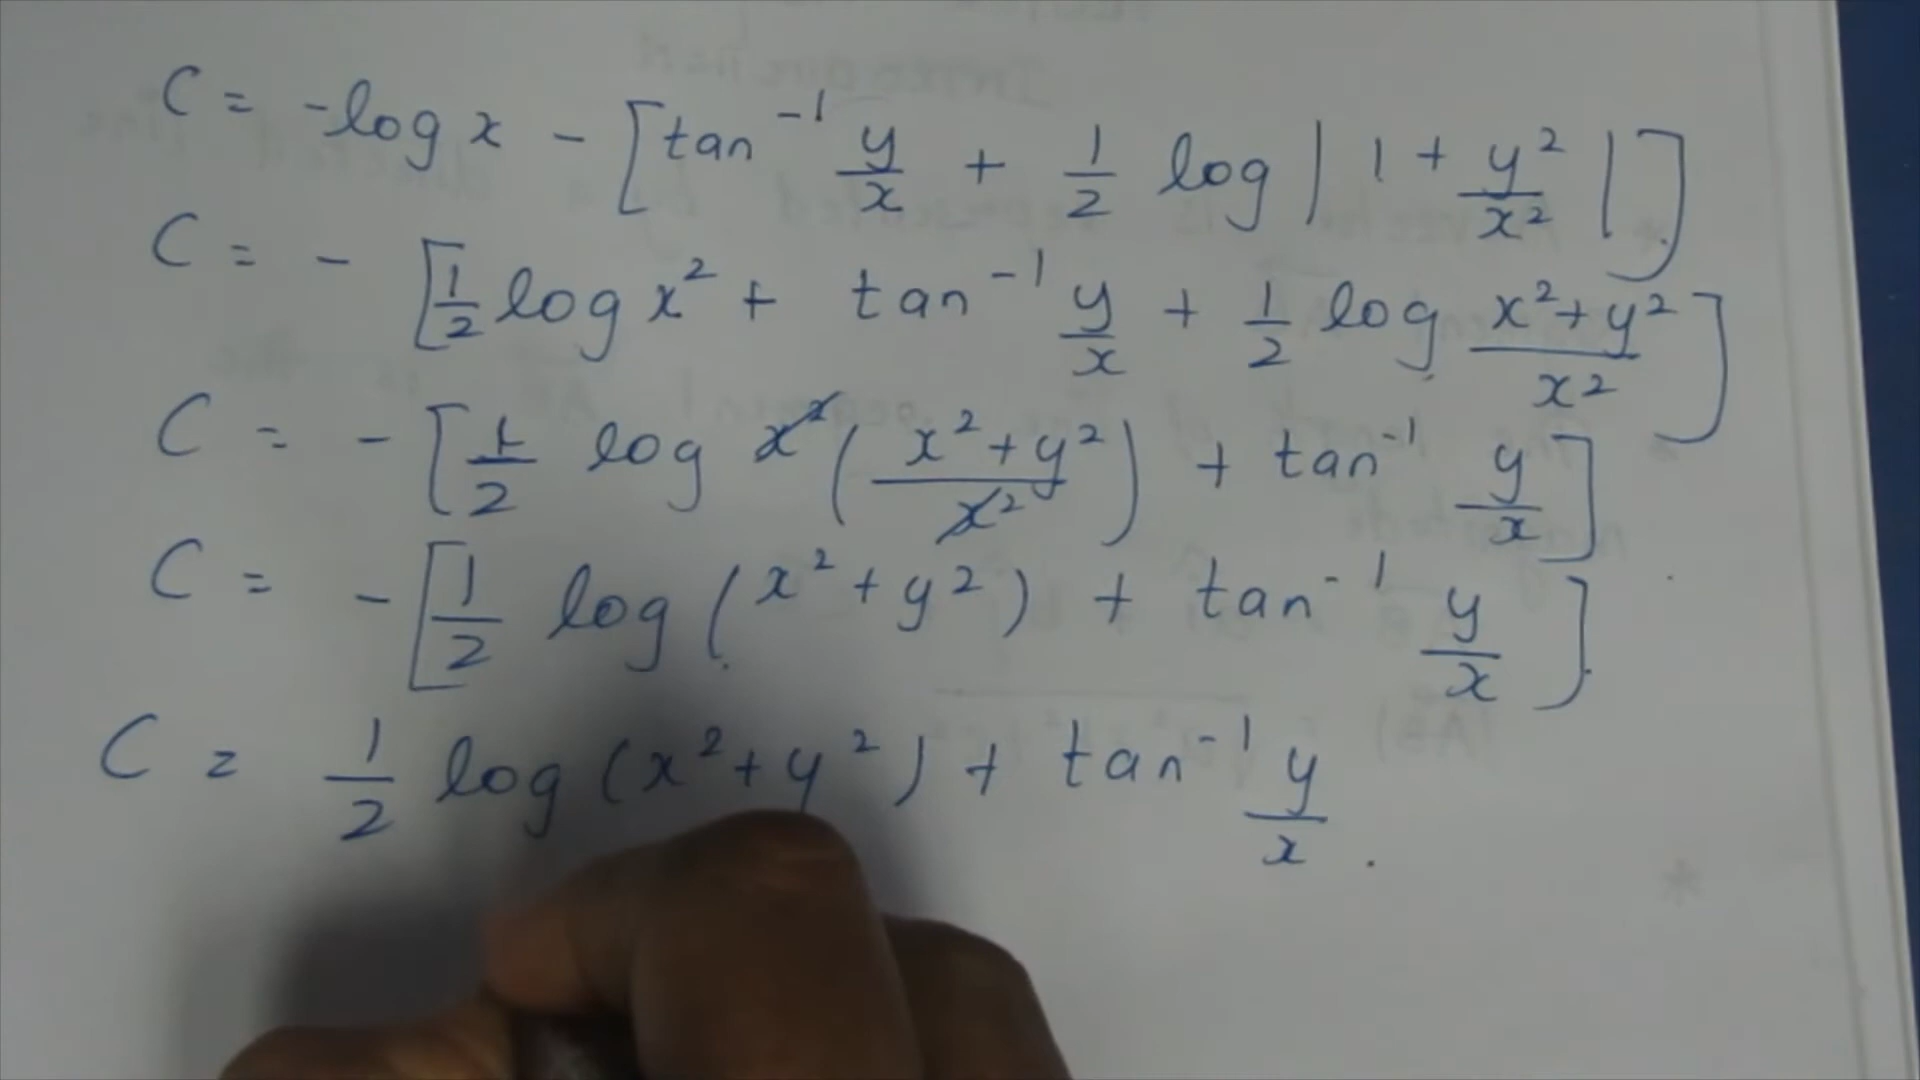 C = -log x - [tan⁻¹ y/x + 1/2 log |1 + y²/x²|]
C = - [1/2 log x² + tan⁻¹ y/x + 1/2 log (x²+y²)/x²]
C = - [1/2 log x² ((x²+y²)/x²) + tan⁻¹ y/x]
C = - [1/2 log (x²+y²) + tan⁻¹ y/x]
C = 1/2 log (x²+y²) + tan⁻¹ y/x .